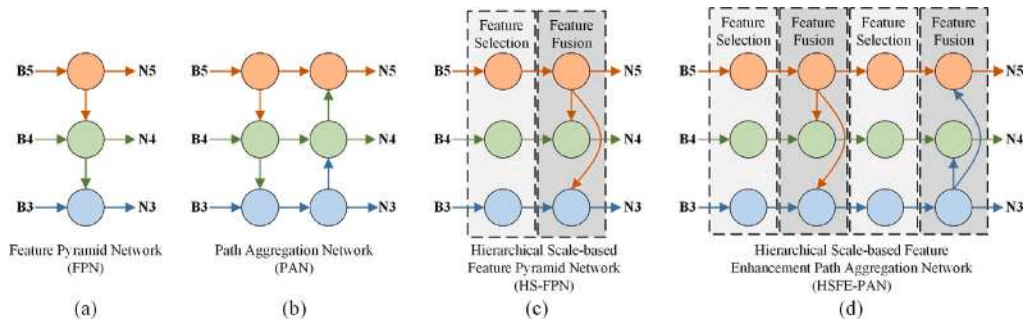 B5
N5
B4
N4
B3
N3
Feature Pyramid Network
(FPN)
(a)
B5
N5
B4
N4
B3
N3
Path Aggregation Network
(PAN)
(b)
Feature
Selection
Feature
Fusion
B5
N5
B4
N4
B3
N3
Hierarchical Scale-based
Feature Pyramid Network
(HS-FPN)
(c)
Feature
Selection
Feature
Fusion
Feature
Selection
Feature
Fusion
B5
N5
B4
N4
B3
N3
Hierarchical Scale-based Feature
Enhancement Path Aggregation Network
(HSFE-PAN)
(d)